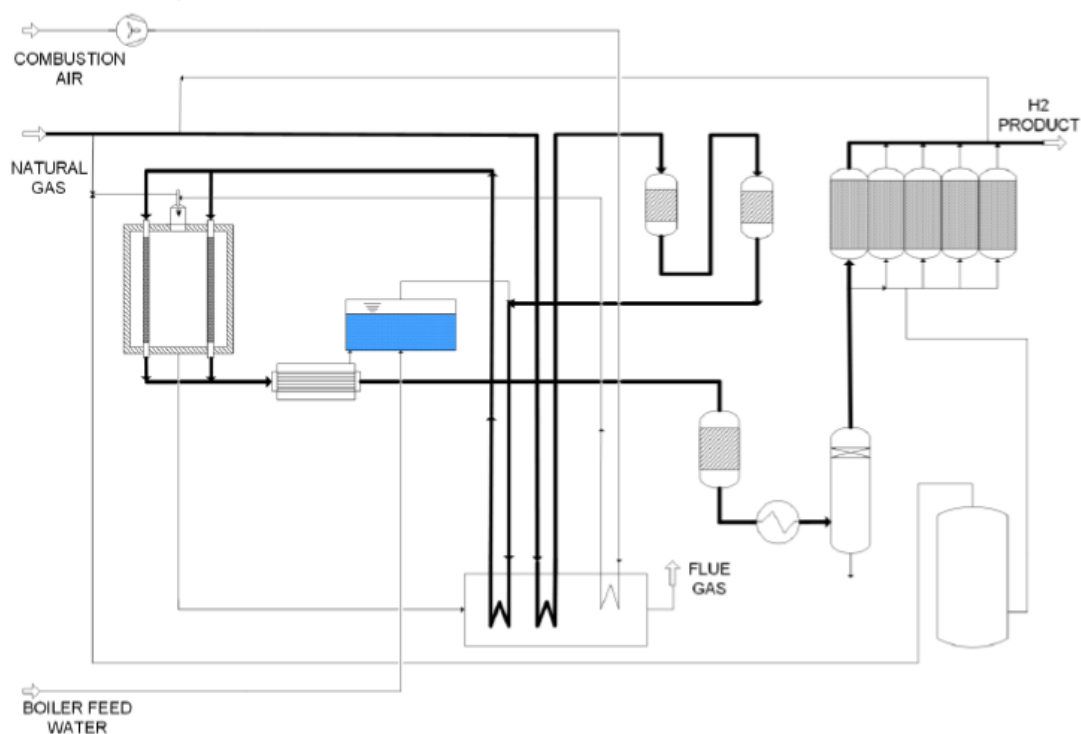 COMBUSTION
AIR
H2
PRODUCT
NATURAL
GAS
FLUE
GAS
BOILER FEED
WATER